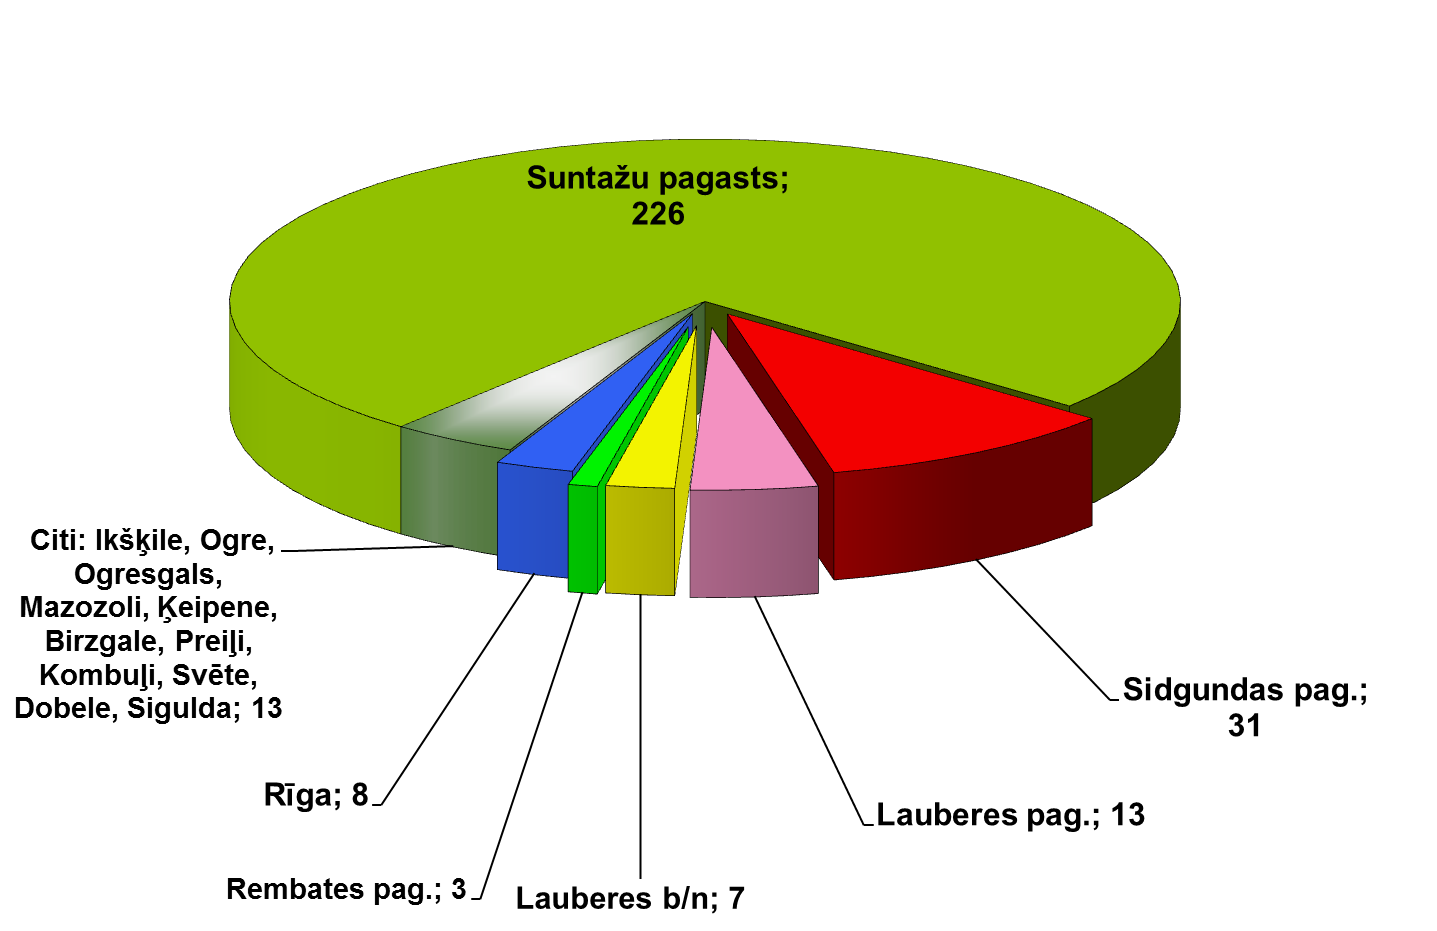 Suntažu pagasts;
226
Citi: Ikšķile, Ogre,
Ogresgals,
Mazozoli, Ķeipene,
Birzgale, Preiļi,
Kombuļi, Svēte,
Dobele, Sigulda; 13
Sidgundas pag.;
31
Rīga; 8
Lauberes pag.; 13
Rembates pag.; 3
Lauberes b/n; 7